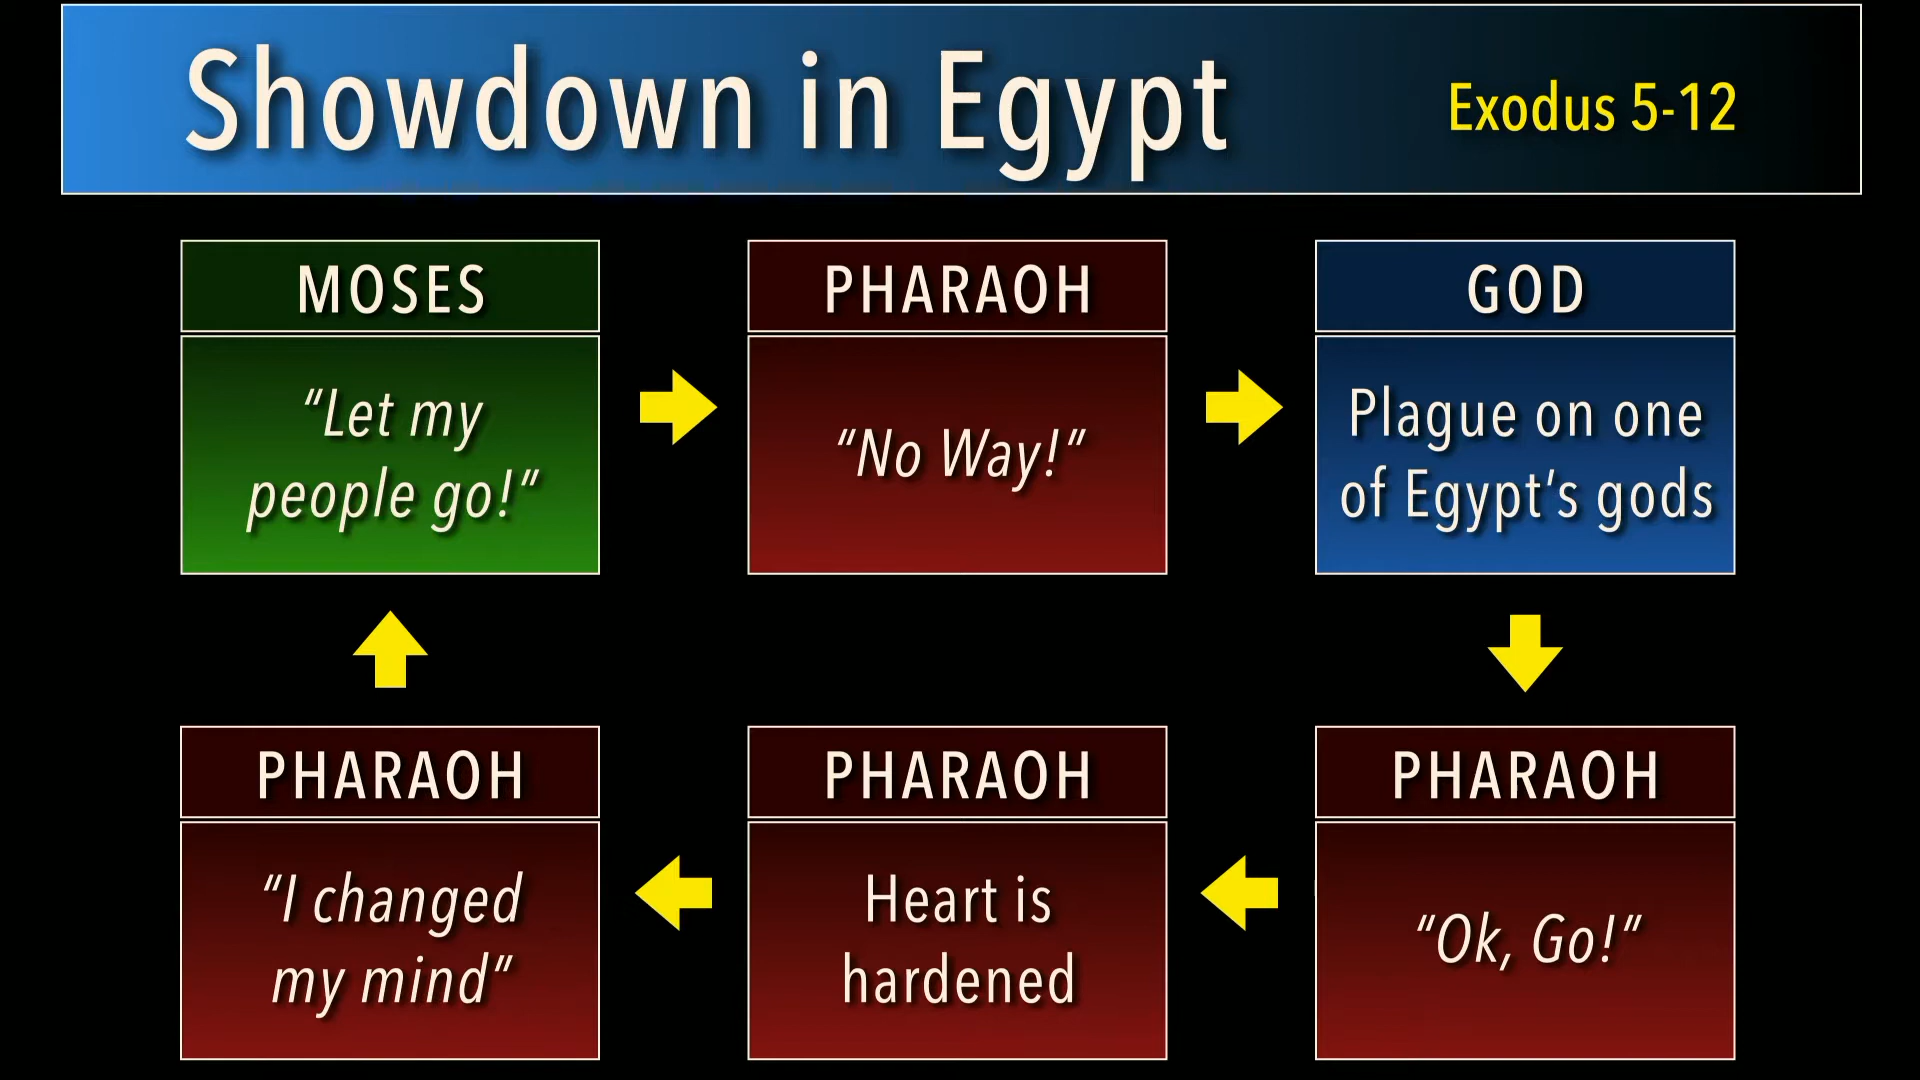 Showdown in Egypt
Exodus 5-12
MOSES
“Let my
people go!”
PHARAOH
“No Way!”
GOD
Plague on one
of Egypt’s gods
PHARAOH
“Ok, Go!”
PHARAOH
Heart is
hardened
PHARAOH
“I changed
my mind”